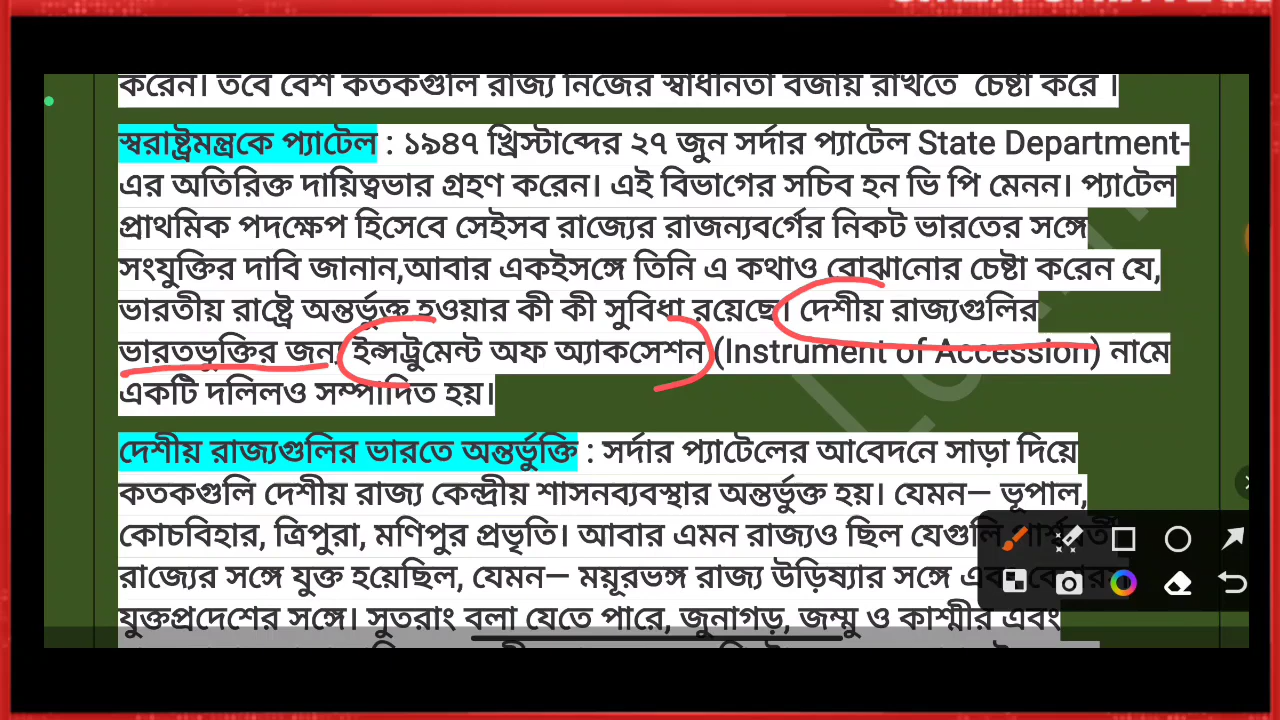 করেন। তবে বেশ কতকগুলি রাজ্য নিজের স্বাধীনতা বজায় রাখতে চেষ্টা করে ।
স্বরাষ্ট্রমন্ত্রকে প্যাটেল : ১৯৪৭ খ্রিস্টাব্দের ২৭ জুন সর্দার প্যাটেল State Department-
এর অতিরিক্ত দায়িত্বভার গ্রহণ করেন। এই বিভাগের সচিব হন ভি পি মেনন। প্যাটেল
প্রাথমিক পদক্ষেপ হিসেবে সেইসব রাজ্যের রাজন্যবর্গের নিকট ভারতের সঙ্গে
সংযুক্তির দাবি জানান,আবার একইসঙ্গে তিনি এ কথাও বোঝানোর চেষ্টা করেন যে,
ভারতীয় রাষ্ট্রে অন্তর্ভুক্ত হওয়ার কী কী সুবিধা রয়েছে। দেশীয় রাজ্যগুলির
ভারতভুক্তির জন্য ইন্সট্রুমেন্ট অফ অ্যাকসেশন (Instrument of Accession) নামে
একটি দলিলও সম্পাদিত হয়।
দেশীয় রাজ্যগুলির ভারতে অন্তর্ভুক্তি : সর্দার প্যাটেলের আবেদনে সাড়া দিয়ে
কতকগুলি দেশীয় রাজ্য কেন্দ্রীয় শাসনব্যবস্থার অন্তর্ভুক্ত হয়। যেমন— ভূপাল,
কোচবিহার, ত্রিপুরা, মণিপুর প্রভৃতি। আবার এমন রাজ্যও ছিল যেগুলি পার্শ্ববর্তী
রাজ্যের সঙ্গে যুক্ত হয়েছিল, যেমন— ময়ূরভঙ্গ রাজ্য উড়িষ্যার সঙ্গে এবং
যুক্তপ্রদেশের সঙ্গে। সুতরাং বলা যেতে পারে, জুনাগড়, জম্মু ও কাশ্মীর এবং